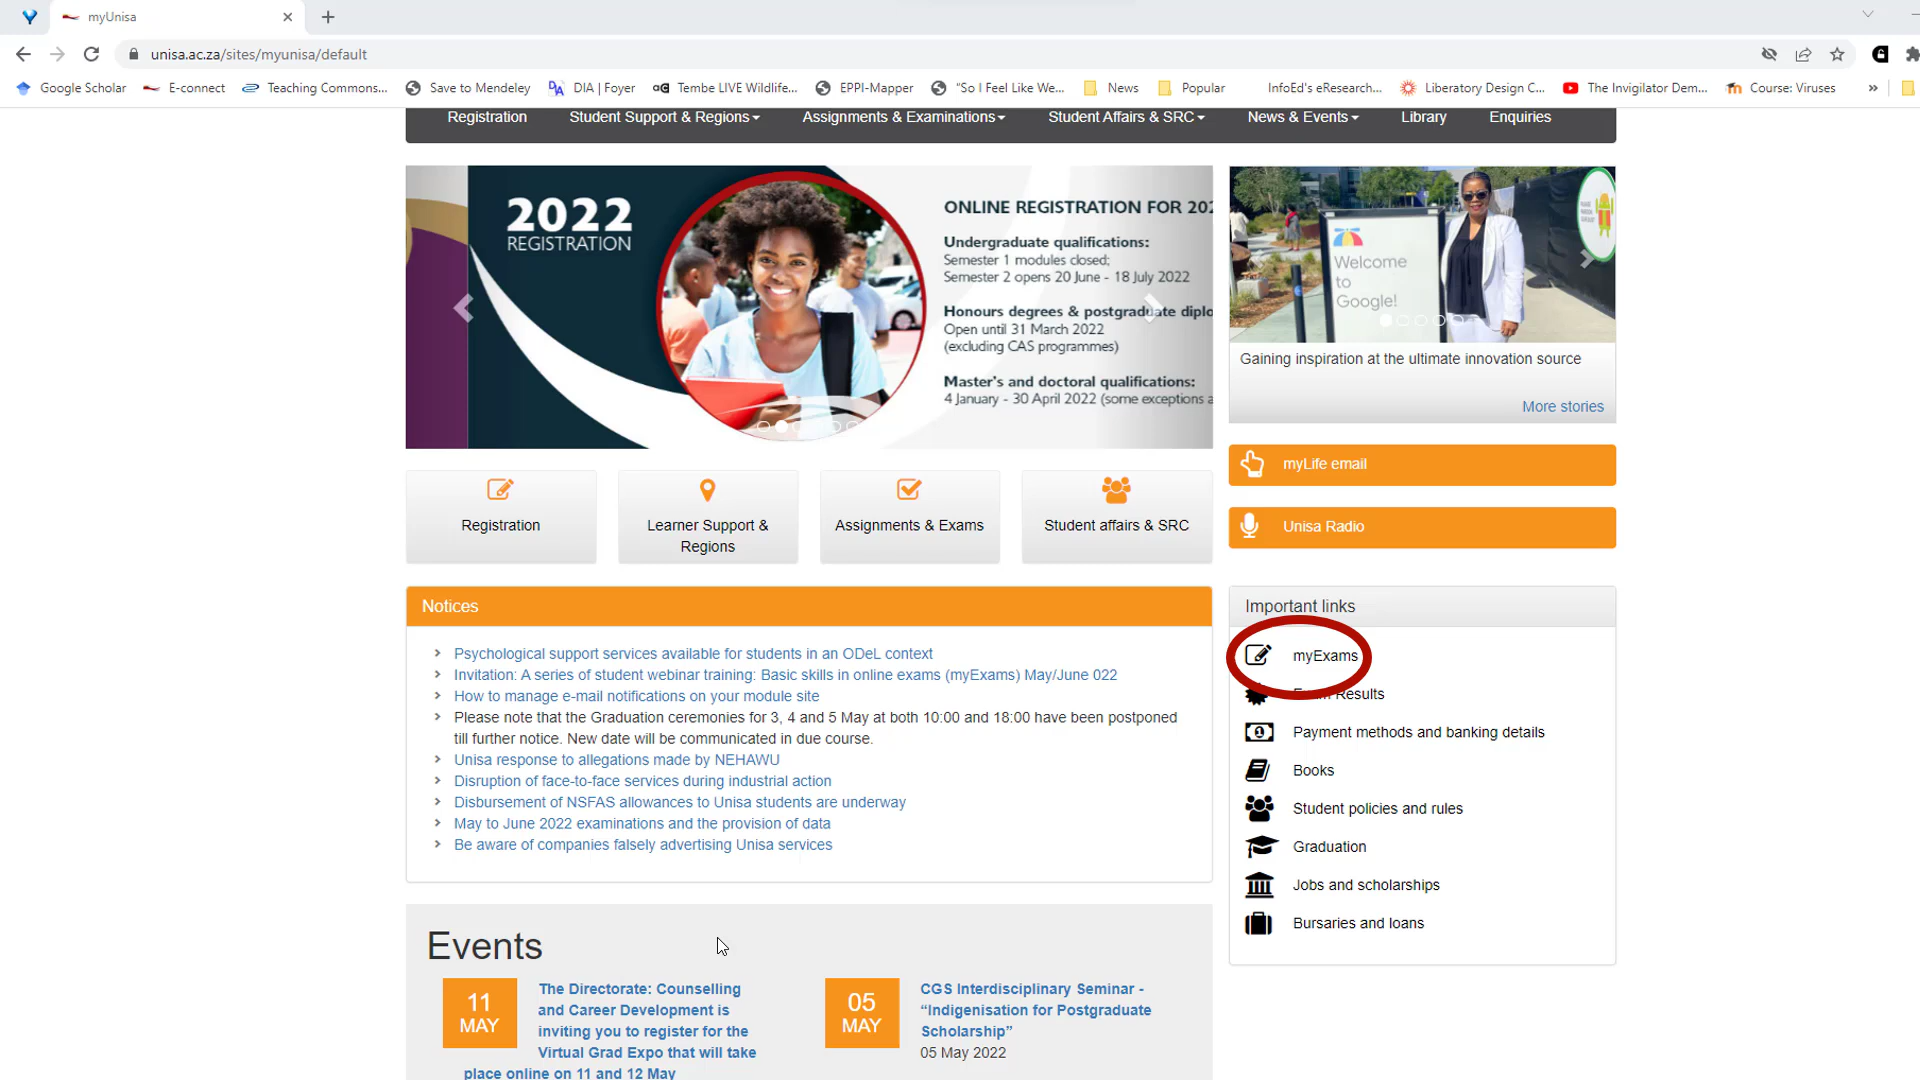 myUnisa
unisa.ac.za/sites/myunisa/default
Google Scholar
E-connect
Teaching Commons...
Save to Mendeley
DIA | Foyer
Tembe LIVE Wildlife...
EPPI-Mapper
"So I Feel Like We...
News
Popular
InfoEd's eResearch...
Liberatory Design C...
The Invigilator Dem...
Course: Viruses
»
Registration
Student Support & Regions
Assignments & Examinations
Student Affairs & SRC
News & Events
Library
Enquiries
2022
REGISTRATION
ONLINE REGISTRATION FOR 202
Undergraduate qualifications:
Semester 1 modules closed;
Semester 2 opens 20 June - 18 July 2022
Honours degrees & postgraduate diplo
Open until 31 March 2022
(excluding CAS programmes)
Master's and doctoral qualifications:
4 January - 30 April 2022 (some exceptions a
Welcome
to
Google!
Gaining inspiration at the ultimate innovation source
More stories
myLife email
Unisa Radio
Registration
Learner Support &
Regions
Assignments & Exams
Student affairs & SRC
Notices
Psychological support services available for students in an ODeL context
Invitation: A series of student webinar training: Basic skills in online exams (myExams) May/June 022
How to manage e-mail notifications on your module site
Please note that the Graduation ceremonies for 3, 4 and 5 May at both 10:00 and 18:00 have been postponed
till further notice. New date will be communicated in due course.
Unisa response to allegations made by NEHAWU
Disruption of face-to-face services during industrial action
Disbursement of NSFAS allowances to Unisa students are underway
May to June 2022 examinations and the provision of data
Be aware of companies falsely advertising Unisa services
Important links
myExams
Exam Results
Payment methods and banking details
Books
Student policies and rules
Graduation
Jobs and scholarships
Bursaries and loans
Events
11
MAY
The Directorate: Counselling
and Career Development is
inviting you to register for the
Virtual Grad Expo that will take
place online on 11 and 12 May
05
MAY
CGS Interdisciplinary Seminar -
“Indigenisation for Postgraduate
Scholarship”
05 May 2022